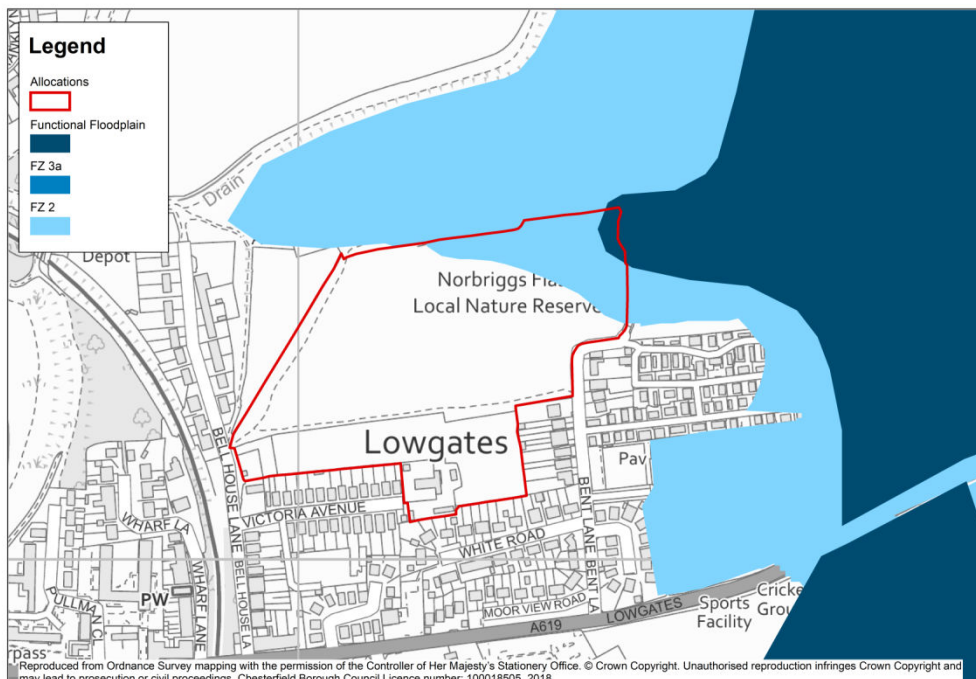 Legend
Allocations
Functional Floodplain
FZ 3a
FZ 2
Drain
Depot
Norbriggs
Local Nature Reserve
Lowgates
BELL HOUSE LANE
VICTORIA AVENUE
Pav
BENT LANE
WHITE ROAD
WHARF LA
WHARF LANE
PULLMAN CL
PW
BELL HOUSE LA
BENT LA
MOOR VIEW ROAD
LOWGATES
A619
Sports
Facility
Cricke
Grou
rpass
Reproduced from Ordnance Survey mapping with the permission of the Controller of Her Majesty's Stationery Office. © Crown Copyright. Unauthorised reproduction infringes Crown Copyright and
may lead to prosecution or civil proceedings. Chesterfield Borough Council Licence number: 100018505, 2018